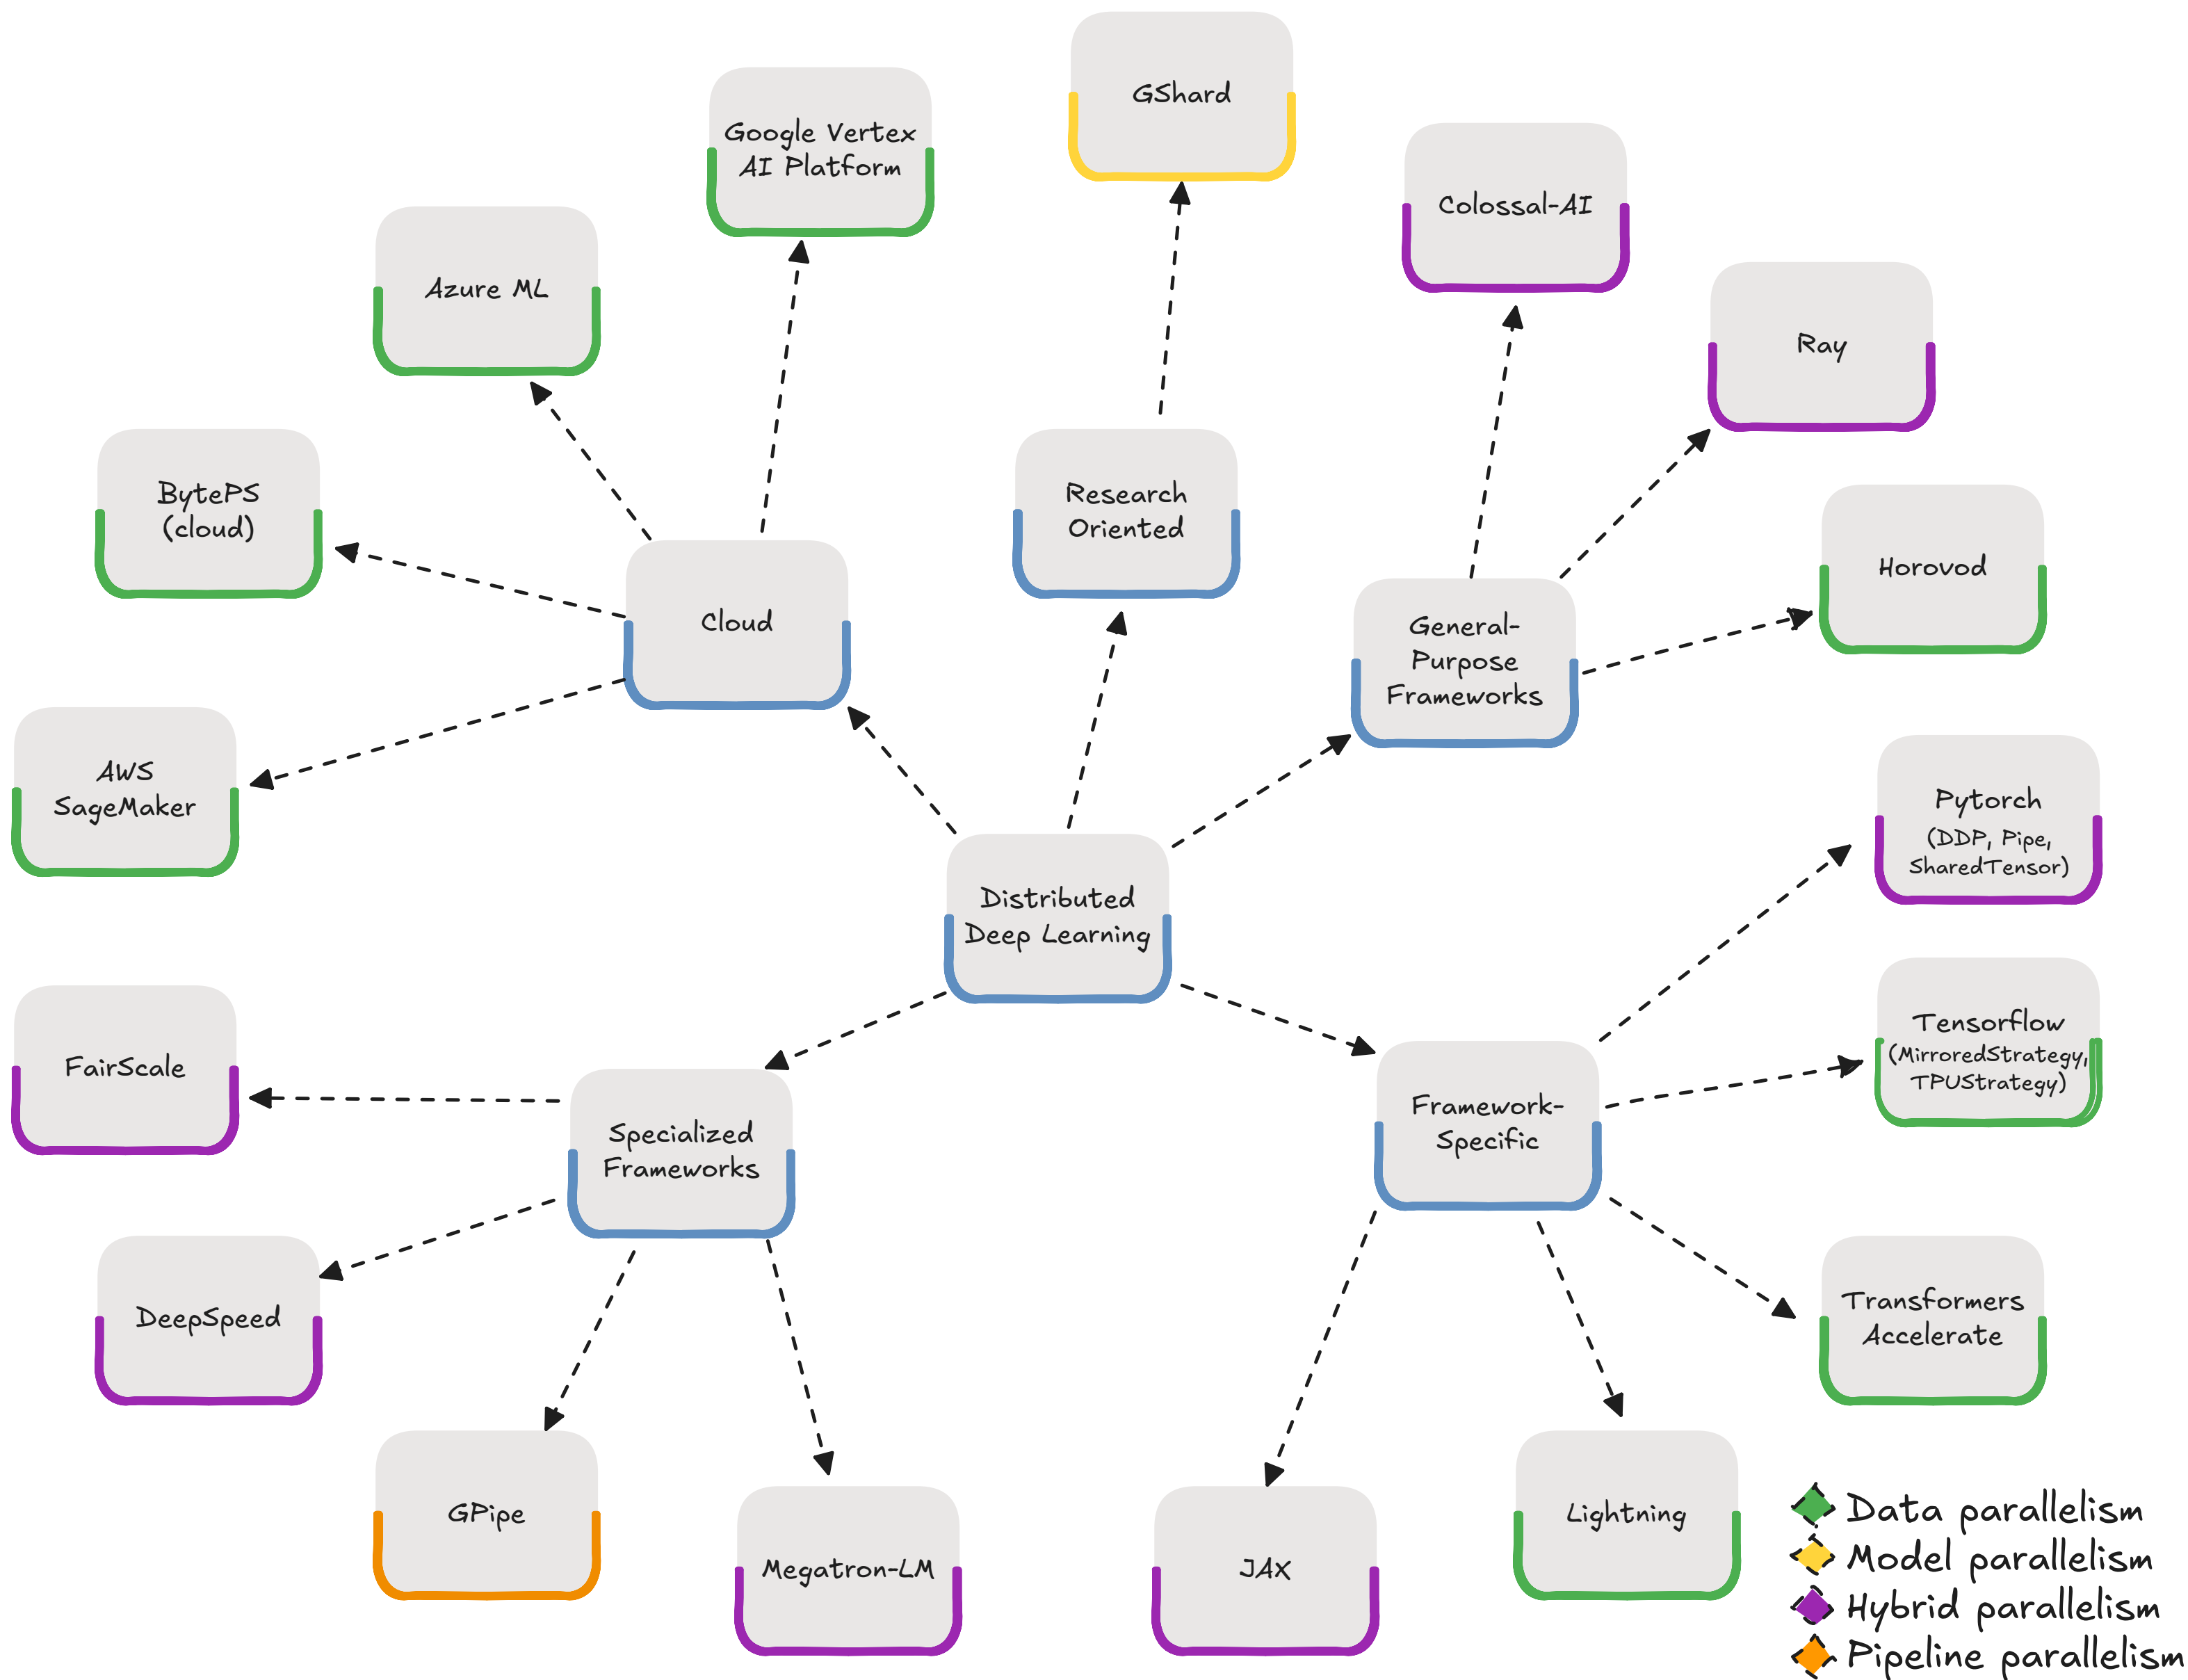 GShard
Google Vertex
AI Platform
Colossal-AI
Azure ML
Ray
BytePS
(cloud)
Research
Oriented
Horovod
Cloud
General-
Purpose
Frameworks
AWS
SageMaker
Pytorch
(DDP, Pipe,
SharedTensor)
Distributed
Deep Learning
Tensorflow
(MirroredStrategy,
TPUStrategy)
FairScale
Specialized
Frameworks
Framework-
Specific
DeepSpeed
Transformers
Accelerate
GPipe
Megatron-LM
JAX
Lightning
Data parallelism
Model parallelism
Hybrid parallelism
Pipeline parallelism